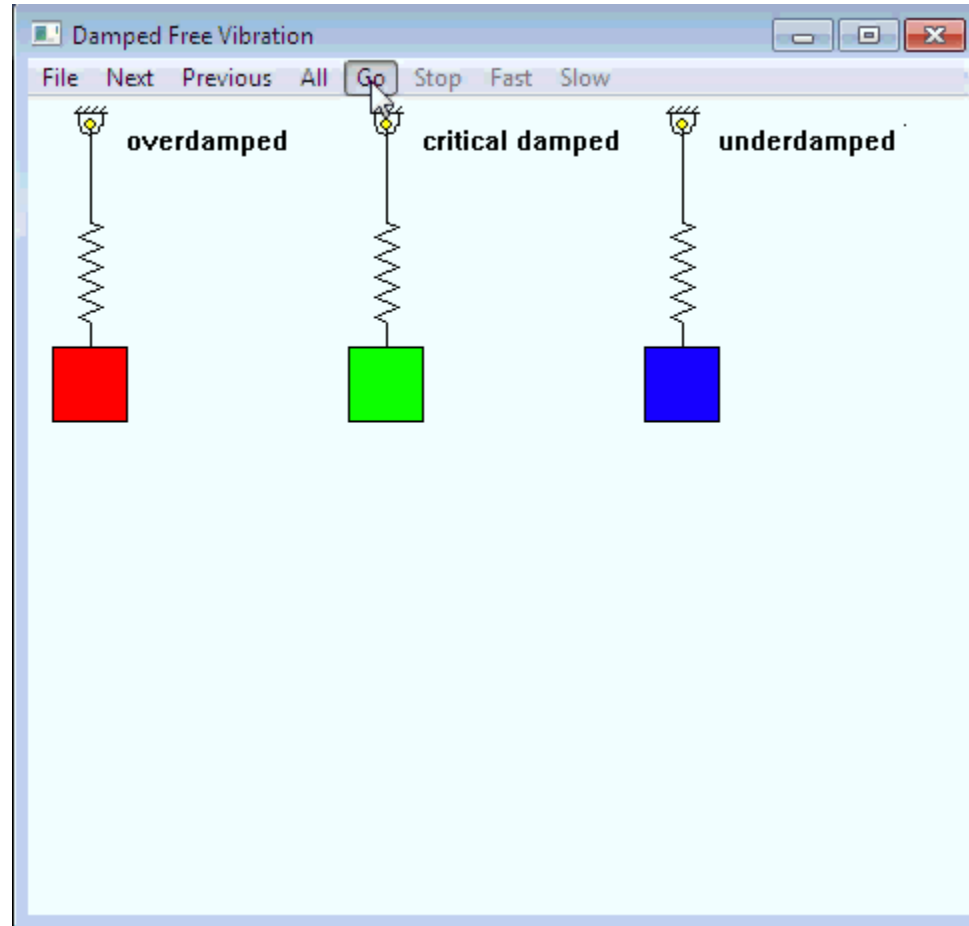 Damped Free Vibration
File Next Previous All Go Stop Fast Slow
overdamped critical damped underdamped